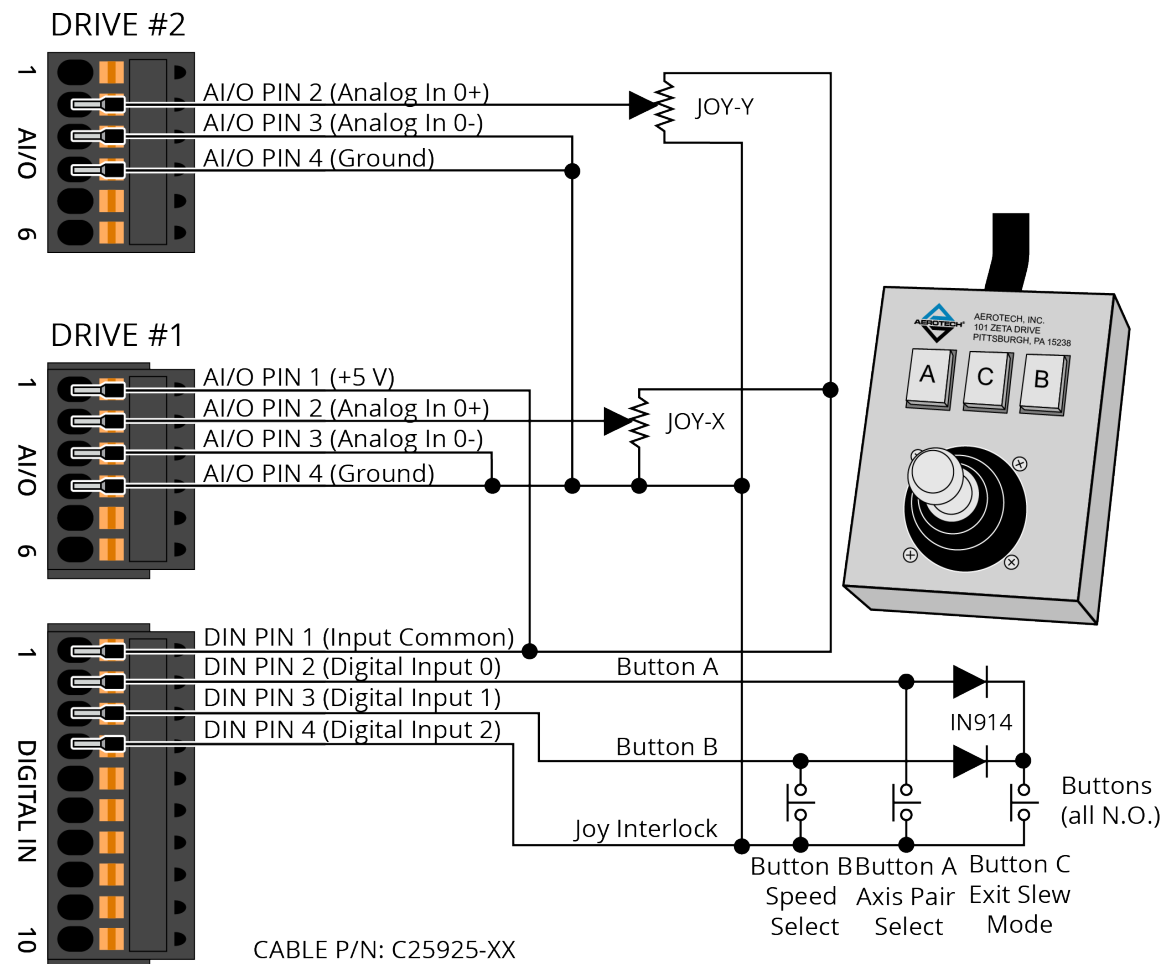 DRIVE #2
1
AI/O
6
AI/O PIN 2 (Analog In 0+)
AI/O PIN 3 (Analog In 0-)
AI/O PIN 4 (Ground)
JOY-Y
DRIVE #1
1
AI/O
6
AI/O PIN 1 (+5 V)
AI/O PIN 2 (Analog In 0+)
AI/O PIN 3 (Analog In 0-)
AI/O PIN 4 (Ground)
JOY-X
AEROTECH
AEROTECH, INC.
101 ZETA DRIVE
PITTSBURGH, PA 15238
A
C
B
1
DIGITAL IN
10
DIN PIN 1 (Input Common)
DIN PIN 2 (Digital Input 0)
DIN PIN 3 (Digital Input 1)
DIN PIN 4 (Digital Input 2)
Button A
Button B
Joy Interlock
IN914
Buttons
(all N.O.)
Button B
Speed
Select
Button A
Axis Pair
Select
Button C
Exit Slew
Mode
CABLE P/N: C25925-XX